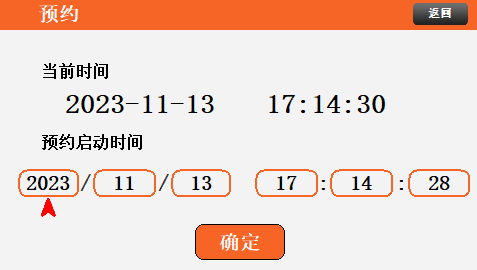 预约 返回
当前时间
2023-11-13 17:14:30
预约启动时间
2023/11/13 17:14:28
确定